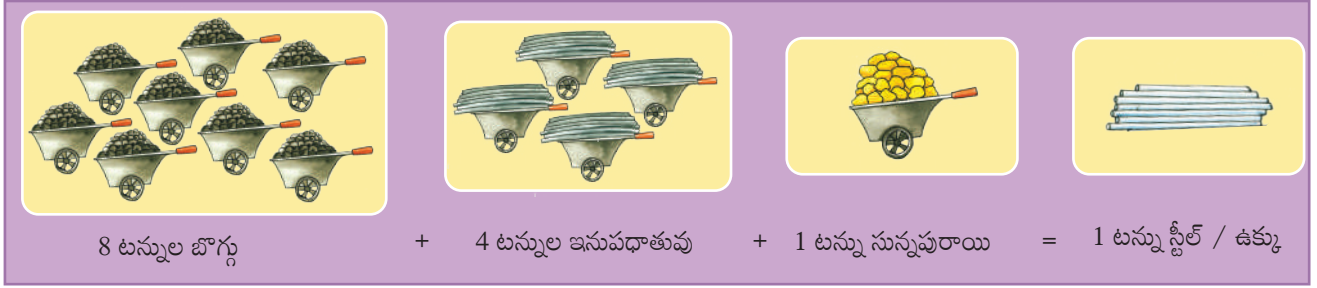 8 టన్నుల బొగ్గు + 4 టన్నుల ఇనుపధాతువు + 1 టన్ను సున్నపురాయి = 1 టన్ను స్టీల్ / ఉక్కు